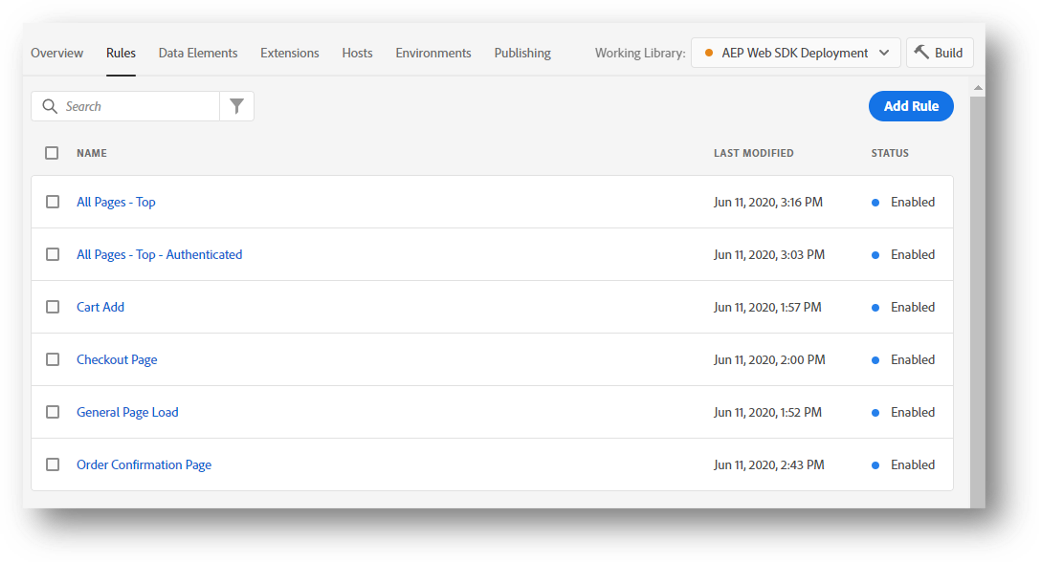 Overview Rules Data Elements Extensions Hosts Environments Publishing Working Library: AEP Web SDK Deployment Build
Search Add Rule
NAME LAST MODIFIED STATUS
All Pages - Top Jun 11, 2020, 3:16 PM Enabled
All Pages - Top - Authenticated Jun 11, 2020, 3:03 PM Enabled
Cart Add Jun 11, 2020, 1:57 PM Enabled
Checkout Page Jun 11, 2020, 2:00 PM Enabled
General Page Load Jun 11, 2020, 1:52 PM Enabled
Order Confirmation Page Jun 11, 2020, 2:43 PM Enabled